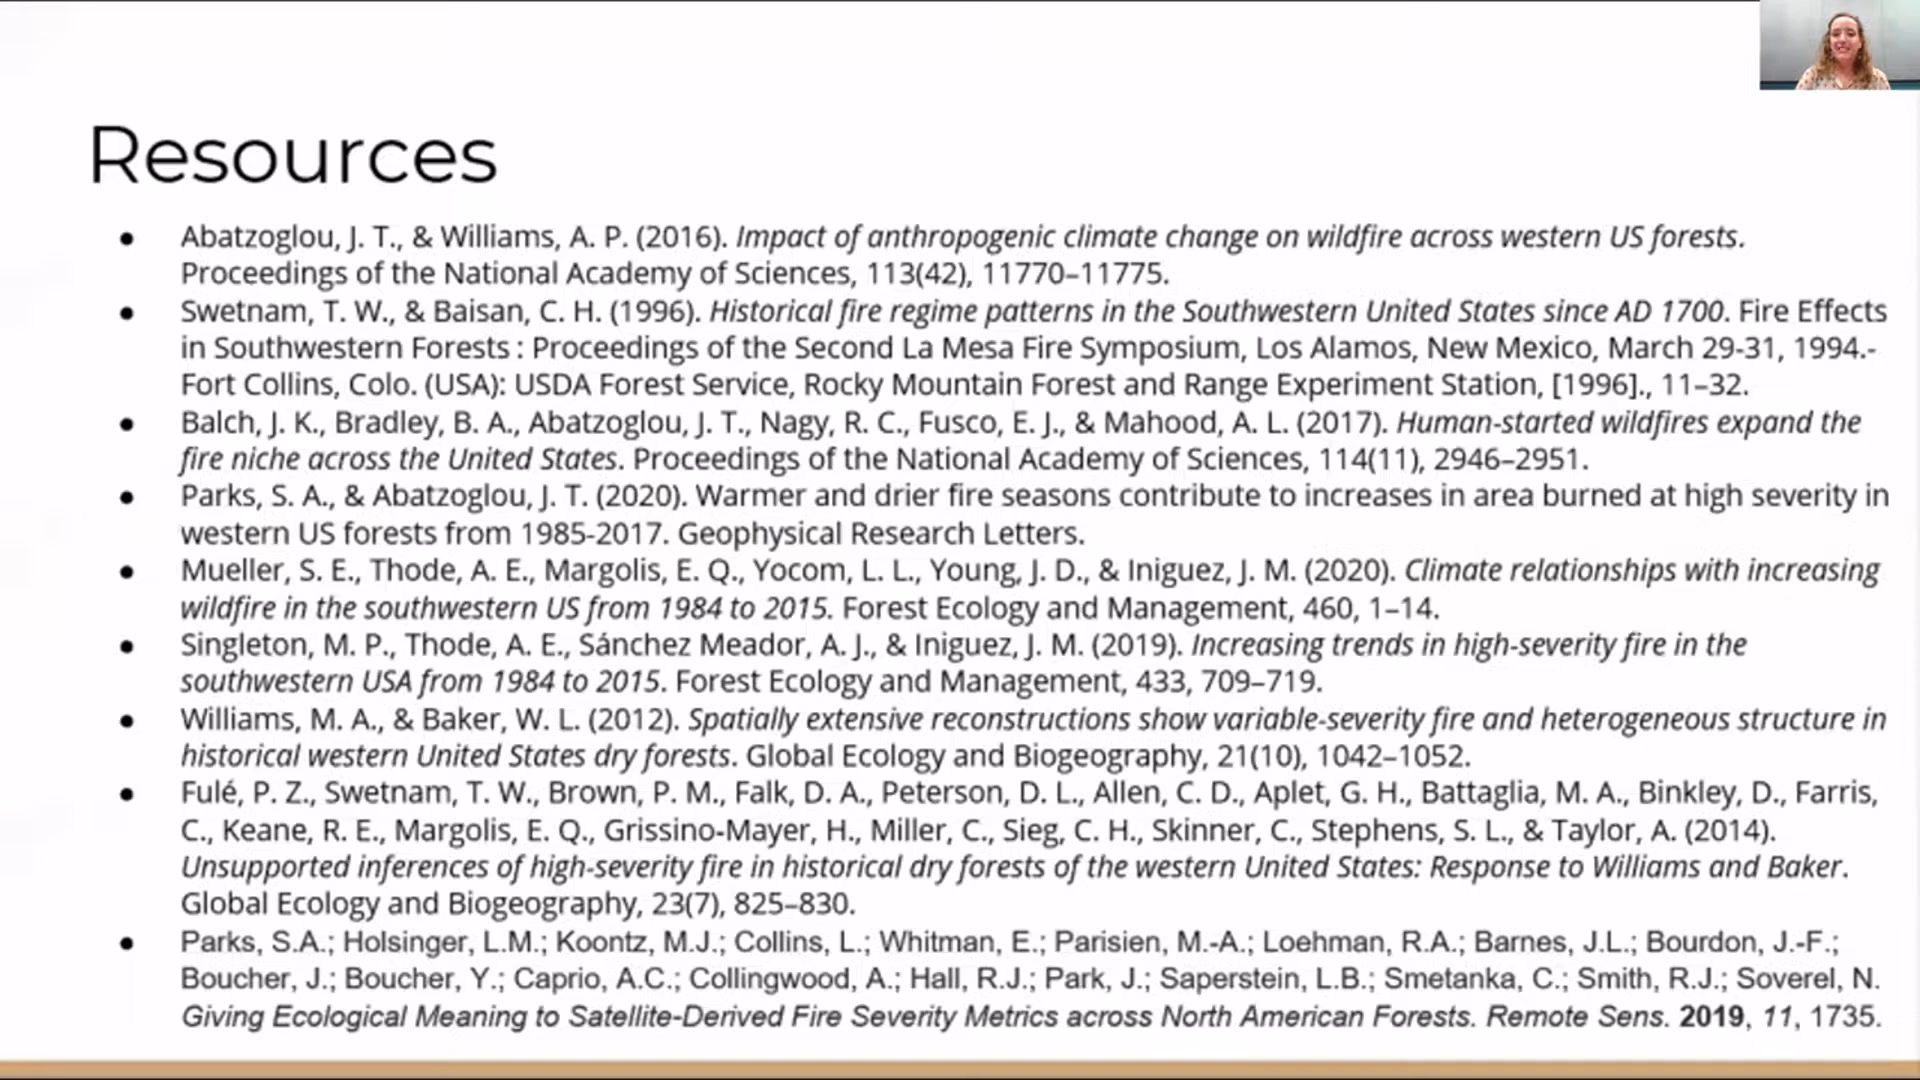 Resources
• Abatzoglou, J. T., & Williams, A. P. (2016). Impact of anthropogenic climate change on wildfire across western US forests.
Proceedings of the National Academy of Sciences, 113(42), 11770–11775.
• Swetnam, T. W., & Baisan, C. H. (1996). Historical fire regime patterns in the Southwestern United States since AD 1700. Fire Effects
in Southwestern Forests : Proceedings of the Second La Mesa Fire Symposium, Los Alamos, New Mexico, March 29-31, 1994.-
Fort Collins, Colo. (USA): USDA Forest Service, Rocky Mountain Forest and Range Experiment Station, [1996]., 11–32.
• Balch, J. K., Bradley, B. A., Abatzoglou, J. T., Nagy, R. C., Fusco, E. J., & Mahood, A. L. (2017). Human-started wildfires expand the
fire niche across the United States. Proceedings of the National Academy of Sciences, 114(11), 2946–2951.
• Parks, S. A., & Abatzoglou, J. T. (2020). Warmer and drier fire seasons contribute to increases in area burned at high severity in
western US forests from 1985-2017. Geophysical Research Letters.
• Mueller, S. E., Thode, A. E., Margolis, E. Q., Yocom, L. L., Young, J. D., & Iniguez, J. M. (2020). Climate relationships with increasing
wildfire in the southwestern US from 1984 to 2015. Forest Ecology and Management, 460, 1–14.
• Singleton, M. P., Thode, A. E., Sánchez Meador, A. J., & Iniguez, J. M. (2019). Increasing trends in high-severity fire in the
southwestern USA from 1984 to 2015. Forest Ecology and Management, 433, 709–719.
• Williams, M. A., & Baker, W. L. (2012). Spatially extensive reconstructions show variable-severity fire and heterogeneous structure in
historical western United States dry forests. Global Ecology and Biogeography, 21(10), 1042–1052.
• Fulé, P. Z., Swetnam, T. W., Brown, P. M., Falk, D. A., Peterson, D. L., Allen, C. D., Aplet, G. H., Battaglia, M. A., Binkley, D., Farris,
C., Keane, R. E., Margolis, E. Q., Grissino-Mayer, H., Miller, C., Sieg, C. H., Skinner, C., Stephens, S. L., & Taylor, A. (2014).
Unsupported inferences of high-severity fire in historical dry forests of the western United States: Response to Williams and Baker.
Global Ecology and Biogeography, 23(7), 825–830.
• Parks, S.A.; Holsinger, L.M.; Koontz, M.J.; Collins, L.; Whitman, E.; Parisien, M.-A.; Loehman, R.A.; Barnes, J.L.; Bourdon, J.-F.;
Boucher, J.; Boucher, Y.; Caprio, A.C.; Collingwood, A.; Hall, R.J.; Park, J.; Saperstein, L.B.; Smetanka, C.; Smith, R.J.; Soverel, N.
Giving Ecological Meaning to Satellite-Derived Fire Severity Metrics across North American Forests. Remote Sens. 2019, 11, 1735.